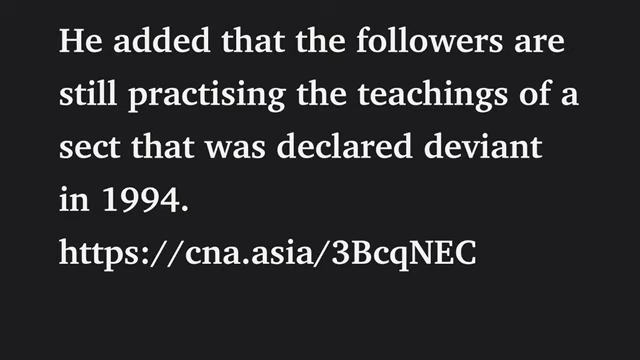 He added that the followers are
still practising the teachings of a
sect that was declared deviant
in 1994.
https://cna.asia/3BcqNEC